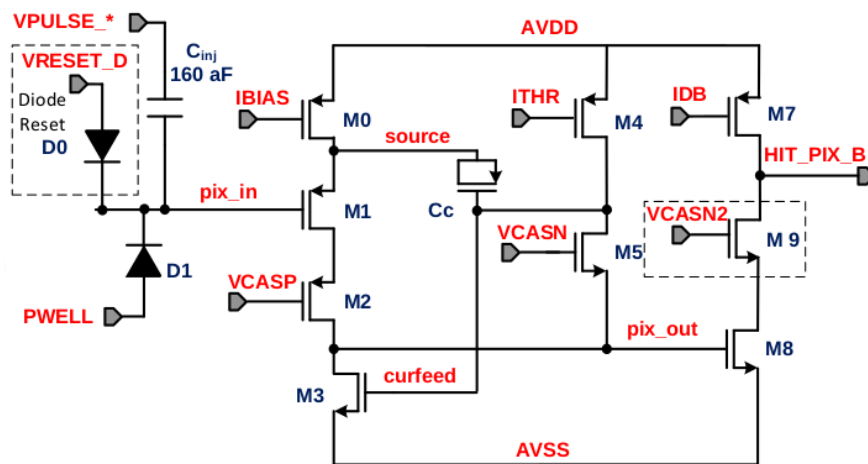 VPULSE_*
VRESET_D
Diode
Reset
D0
Cinj
160 aF
AVDD
IBIAS
M0
source
ITHR
M4
IDB
M7
HIT_PIX_B
pix_in
M1
Cc
VCASN
M5
VCASN2
M 9
D1
PWELL
VCASP
M2
pix_out
M8
M3
curfeed
AVSS